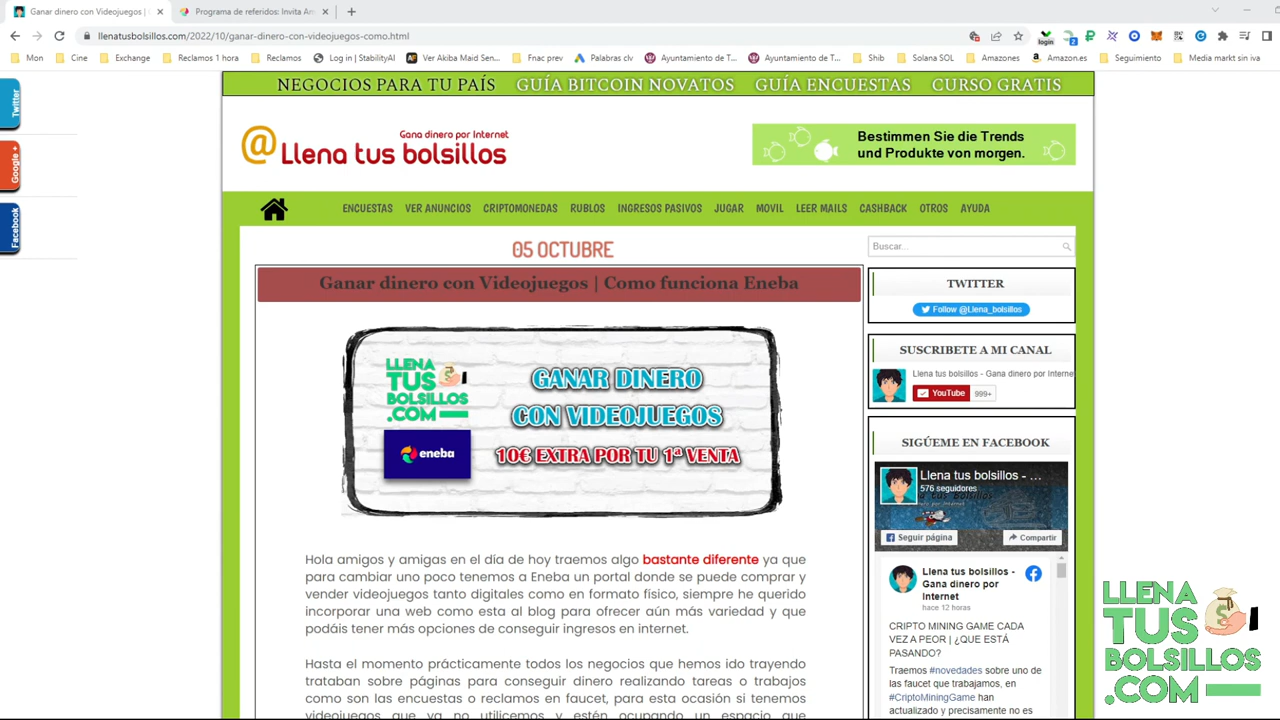 Ganar dinero con Videojuegos | C
Programa de referidos: Invita Am
llenatusbolsillos.com/2022/10/ganar-dinero-con-videojuegos-como.html
login
2
Mon
Cine
Exchange
Reclamos 1 hora
Reclamos
Log in | StabilityAI
Ver Akiba Maid Sen...
Fnac prev
Palabras clv
Ayuntamiento de T...
Ayuntamiento de T...
Shib
Solana SOL
Amazones
Amazon.es
Seguimiento
Media markt sin iva
NEGOCIOS PARA TU PAÍS GUÍA BITCOIN NOVATOS GUÍA ENCUESTAS CURSO GRATIS
Twitter
Google +
Facebook
Gana dinero por Internet
@Llena tus bolsillos
Bestimmen Sie die Trends
und Produkte von morgen.
ENCUESTAS VER ANUNCIOS CRIPTOMONEDAS RUBLOS INGRESOS PASIVOS JUGAR MOVIL LEER MAILS CASHBACK OTROS AYUDA
05 OCTUBRE
Ganar dinero con Videojuegos | Como funciona Eneba
LLENA
TUS
BOLSILLOS
.COM
eneba
GANAR DINERO
CON VIDEOJUEGOS
10€ EXTRA POR TU 1ª VENTA
Hola amigos y amigas en el día de hoy traemos algo bastante diferente ya que
para cambiar uno poco tenemos a Eneba un portal donde se puede comprar y
vender videojuegos tanto digitales como en formato físico, siempre he querido
incorporar una web como esta al blog para ofrecer aún más variedad y que
podáis tener más opciones de conseguir ingresos en internet.
Hasta el momento prácticamente todos los negocios que hemos ido trayendo
trataban sobre páginas para conseguir dinero realizando tareas o trabajos
como son las encuestas o reclamos en faucet, para esta ocasión si tenemos
videojuegos que ya no utilicemos y estén ocupando un espacio que
Buscar...
TWITTER
Follow @Llena_bolsillos
SUSCRIBETE A MI CANAL
Llena tus bolsillos - Gana dinero por Interne
YouTube 999+
SIGÚEME EN FACEBOOK
Llena tus bolsillos - ...
576 seguidores
Seguir página
Compartir
Llena tus bolsillos -
Gana dinero por
Internet
hace 12 horas
CRIPTO MINING GAME CADA
VEZ A PEOR | ¿QUE ESTÁ
PASANDO?
Traemos #novedades sobre uno de
las faucet que trabajamos, en
#CriptoMiningGame han
actualizado y precisamente no es
LLENA
TUS
BOLSILLOS
.COM